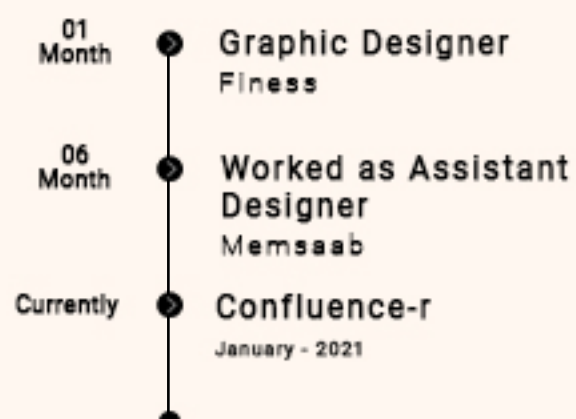 01
Month
Graphic Designer
Finess
06
Month
Worked as Assistant
Designer
Memsaab
Currently
Confluence-r
January - 2021